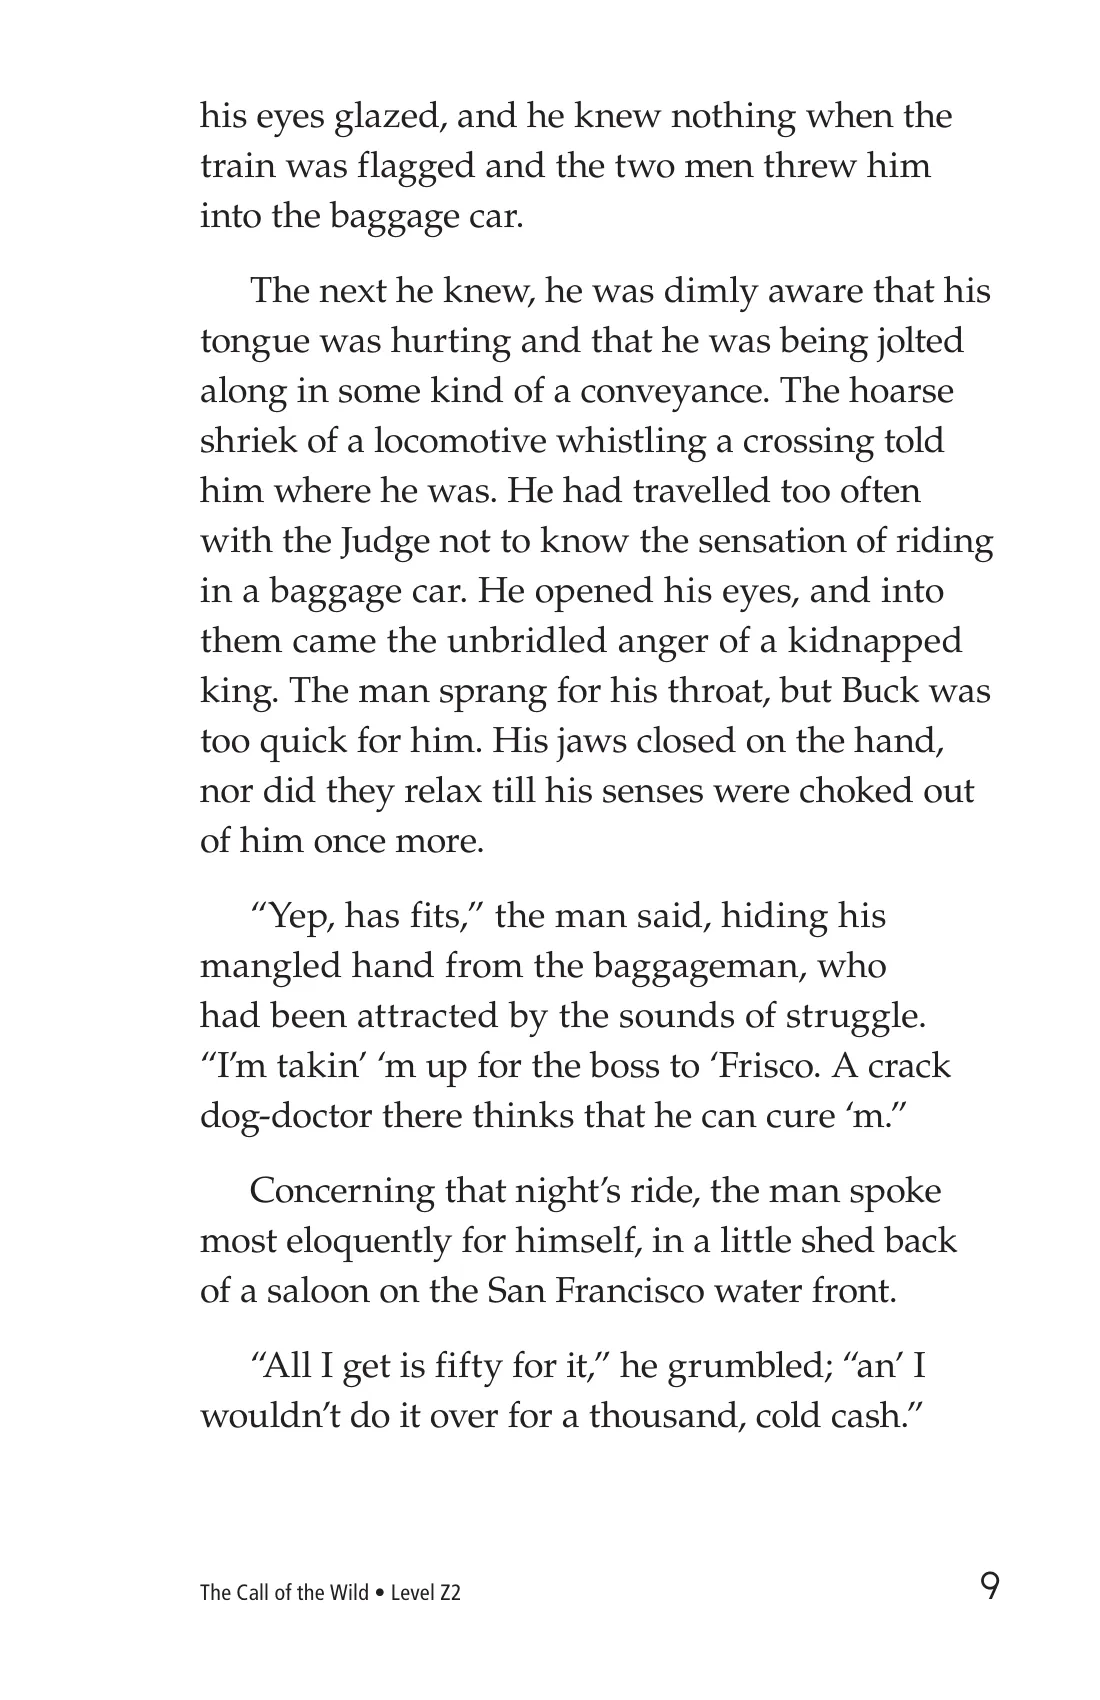 his eyes glazed, and he knew nothing when the
train was flagged and the two men threw him
into the baggage car.
The next he knew, he was dimly aware that his
tongue was hurting and that he was being jolted
along in some kind of a conveyance. The hoarse
shriek of a locomotive whistling a crossing told
him where he was. He had travelled too often
with the Judge not to know the sensation of riding
in a baggage car. He opened his eyes, and into
them came the unbridled anger of a kidnapped
king. The man sprang for his throat, but Buck was
too quick for him. His jaws closed on the hand,
nor did they relax till his senses were choked out
of him once more.
“Yep, has fits,” the man said, hiding his
mangled hand from the baggageman, who
had been attracted by the sounds of struggle.
“I’m takin’ ‘m up for the boss to ‘Frisco. A crack
dog-doctor there thinks that he can cure ‘m.”
Concerning that night’s ride, the man spoke
most eloquently for himself, in a little shed back
of a saloon on the San Francisco water front.
“All I get is fifty for it,” he grumbled; “an’ I
wouldn’t do it over for a thousand, cold cash.”
The Call of the Wild • Level Z2 9